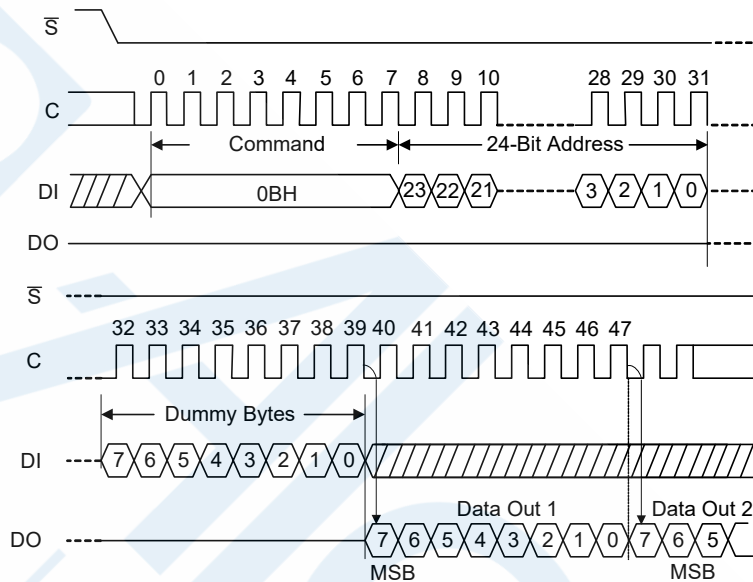 S
0 1 2 3 4 5 6 7 8 9 10 28 29 30 31
C
Command 24-Bit Address
DI 0BH 23 22 21 3 2 1 0
DO
S
32 33 34 35 36 37 38 39 40 41 42 43 44 45 46 47
C
Dummy Bytes
DI 7 6 5 4 3 2 1 0
Data Out 1 Data Out 2
DO 7 6 5 4 3 2 1 0 7 6 5
MSB MSB